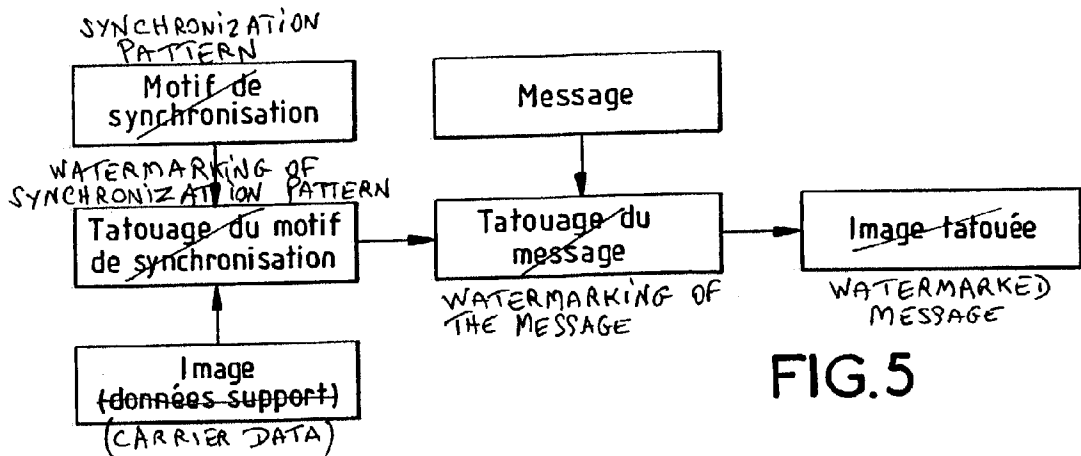 SYNCHRONIZATION
PATTERN
Motif de
synchronisation
Message
WATERMARKING OF
SYNCHRONIZATION PATTERN
Tatouage du motif
de synchronisation
Tatouage du
message
Image tatouée
WATERMARKING OF
THE MESSAGE
WATERMARKED
MESSAGE
Image
(données support)
(CARRIER DATA)
FIG.5